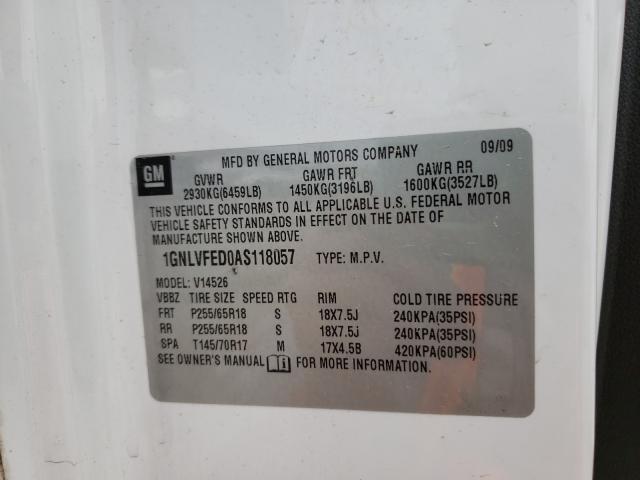 MFD BY GENERAL MOTORS COMPANY 09/09
GM GVWR GAWR FRT GAWR RR
2930KG(6459LB) 1450KG(3196LB) 1600KG(3527LB)
THIS VEHICLE CONFORMS TO ALL APPLICABLE U.S. FEDERAL MOTOR
VEHICLE SAFETY STANDARDS IN EFFECT ON THE DATE OF
MANUFACTURE SHOWN ABOVE.
1GNLVFED0AS118057 TYPE: M.P.V.
MODEL: V14526
VBBZ TIRE SIZE SPEED RTG RIM COLD TIRE PRESSURE
FRT P255/65R18 S 18X7.5J 240KPA(35PSI)
RR P255/65R18 S 18X7.5J 240KPA(35PSI)
SPA T145/70R17 M 17X4.5B 420KPA(60PSI)
SEE OWNER'S MANUAL FOR MORE INFORMATION.